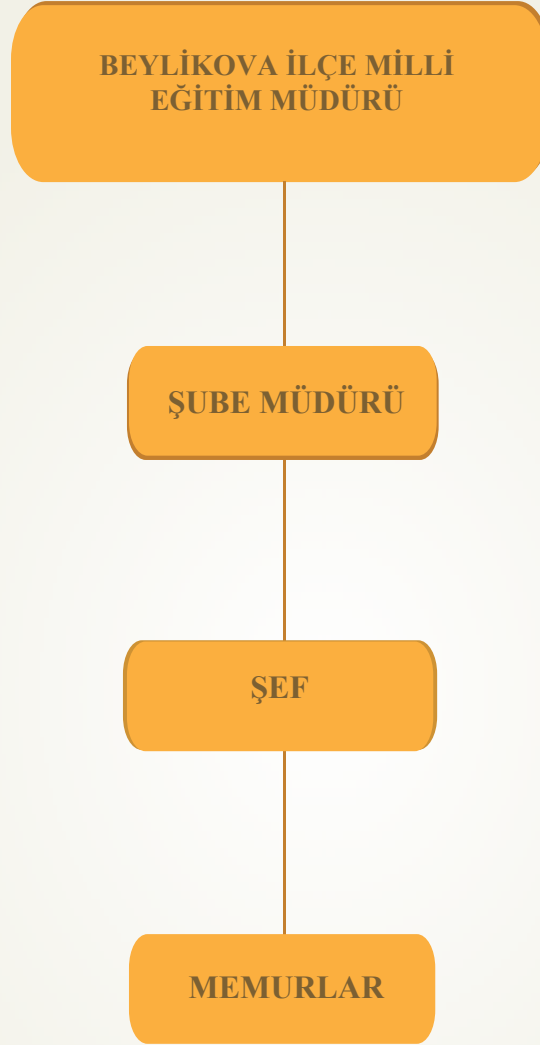 BEYLİKOVA İLÇE MİLLİ
EĞİTİM MÜDÜRÜ
ŞUBE MÜDÜRÜ
ŞEF
MEMURLAR